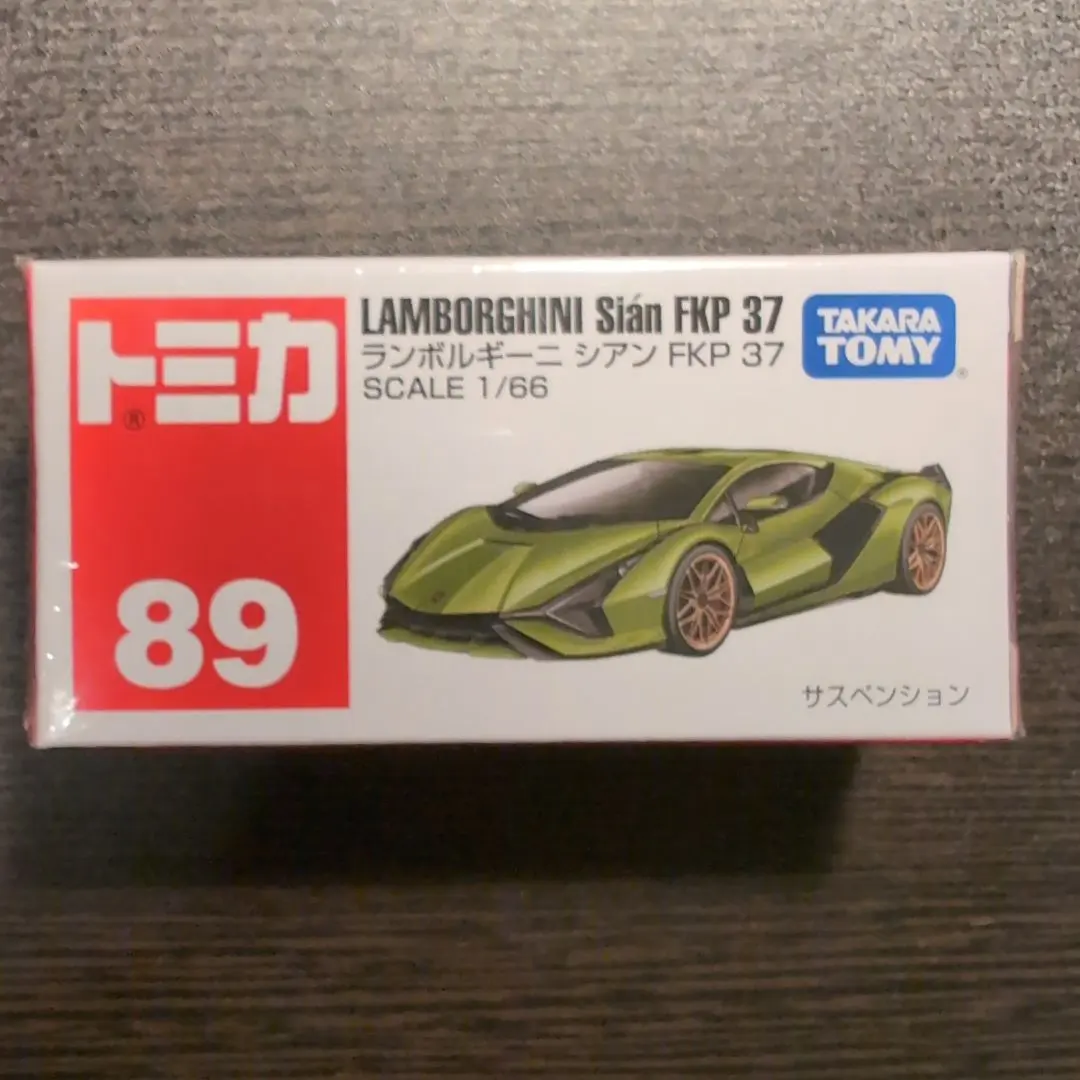 トミカ
®
89
LAMBORGHINI Sián FKP 37
ランボルギーニ シアン FKP 37
SCALE 1/66
TAKARA
TOMY
®
サスペンション